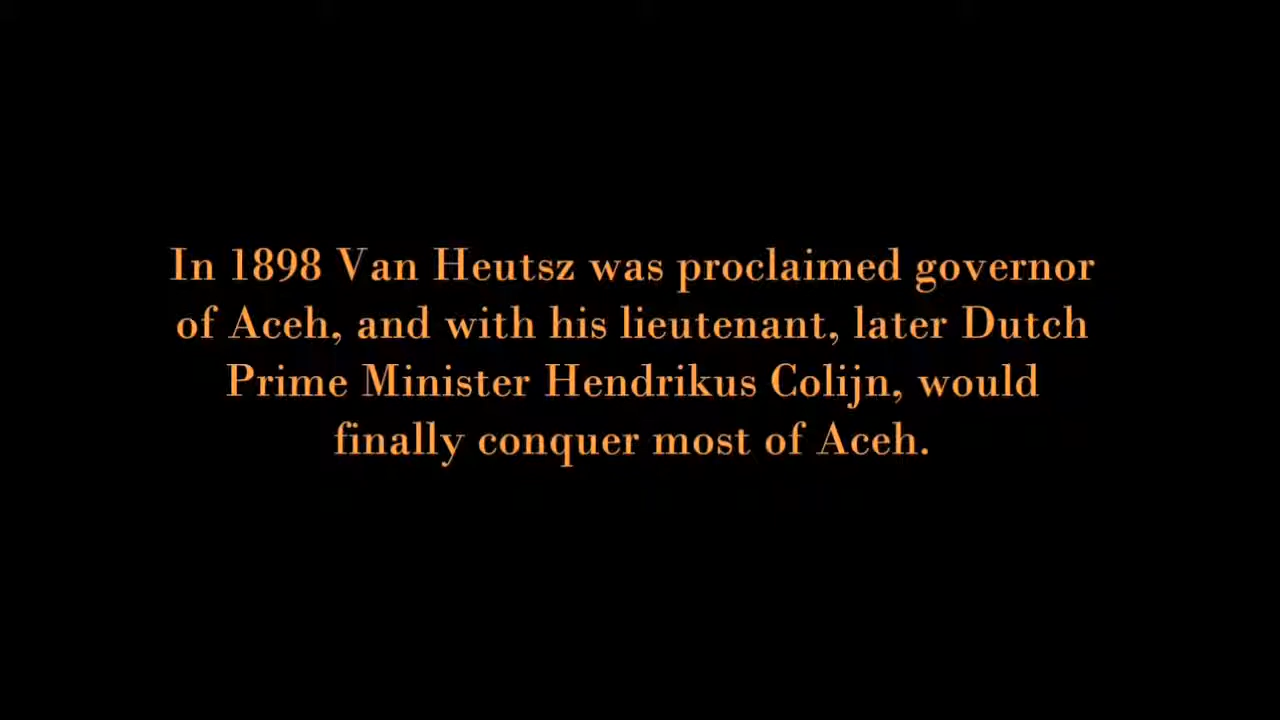 In 1898 Van Heutsz was proclaimed governor
of Aceh, and with his lieutenant, later Dutch
Prime Minister Hendrikus Colijn, would
finally conquer most of Aceh.